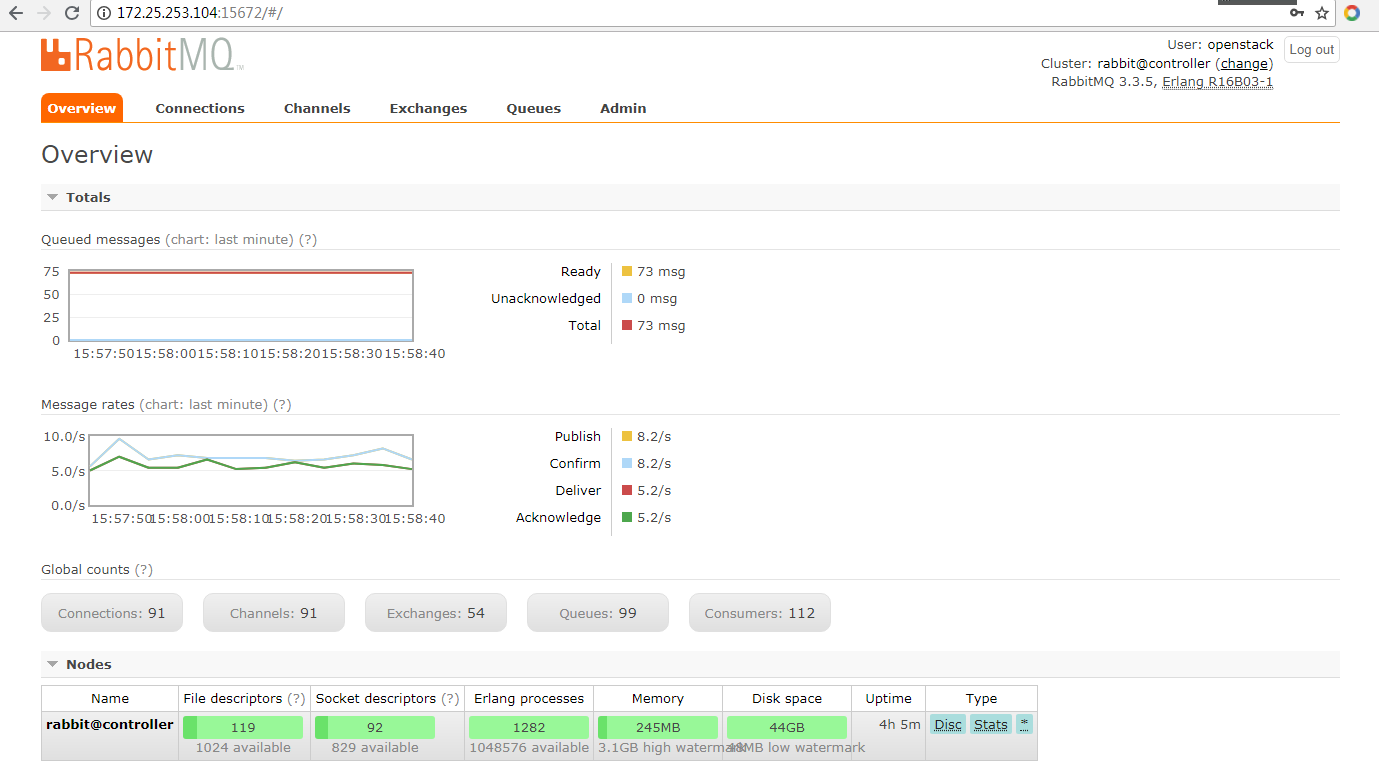 172.25.253.104:15672/#/
RabbitMQ™
User: openstack
Log out
Cluster: rabbit@controller (change)
RabbitMQ 3.3.5, Erlang R16B03-1
Overview Connections Channels Exchanges Queues Admin
Overview
Totals
Queued messages (chart: last minute) (?)
75
50
25
0
15:57:50 15:58:00 15:58:10 15:58:20 15:58:30 15:58:40
Ready 73 msg
Unacknowledged 0 msg
Total 73 msg
Message rates (chart: last minute) (?)
10.0/s
5.0/s
0.0/s
15:57:50 15:58:00 15:58:10 15:58:20 15:58:30 15:58:40
Publish 8.2/s
Confirm 8.2/s
Deliver 5.2/s
Acknowledge 5.2/s
Global counts (?)
Connections: 91 Channels: 91 Exchanges: 54 Queues: 99 Consumers: 112
Nodes
Name File descriptors (?) Socket descriptors (?) Erlang processes Memory Disk space Uptime Type
rabbit@controller 119 92 1282 245MB 44GB 4h 5m Disc Stats *
1024 available 829 available 1048576 available 3.1GB high watermark 48MB low watermark